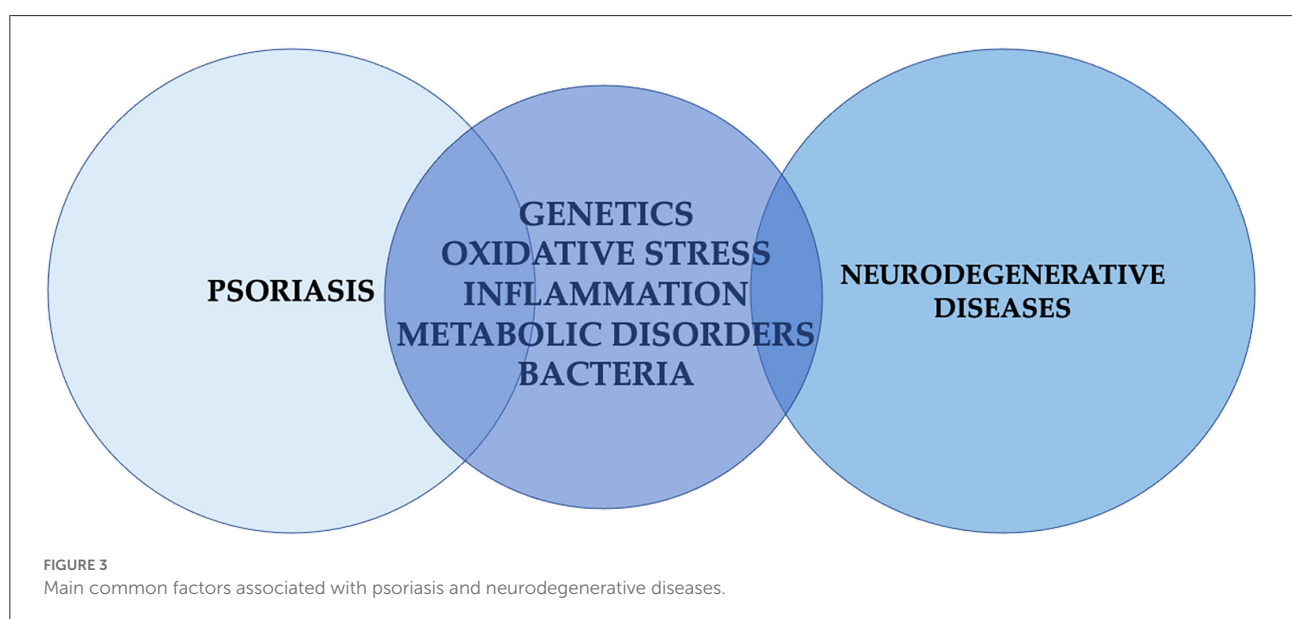 PSORIASIS
GENETICS
OXIDATIVE STRESS
INFLAMMATION
METABOLIC DISORDERS
BACTERIA
NEURODEGENERATIVE
DISEASES
FIGURE 3
Main common factors associated with psoriasis and neurodegenerative diseases.